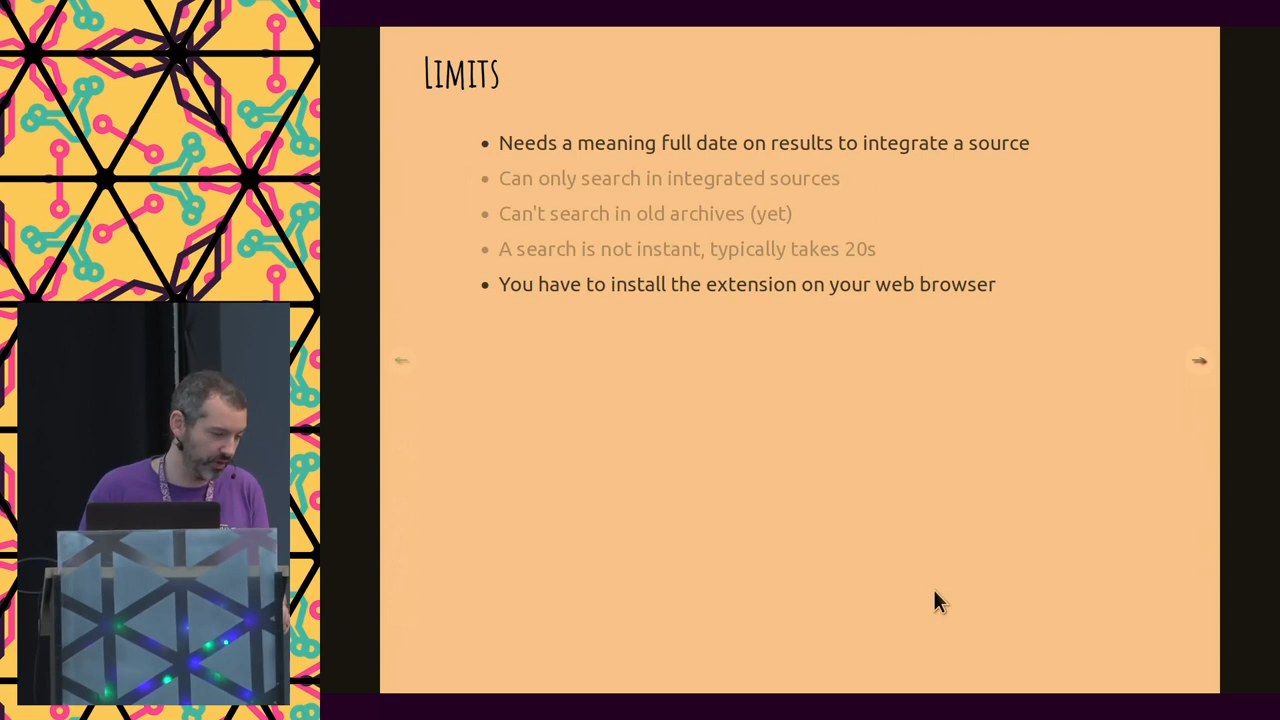 Limits
Needs a meaning full date on results to integrate a source
Can only search in integrated sources
Can't search in old archives (yet)
A search is not instant, typically takes 20s
You have to install the extension on your web browser